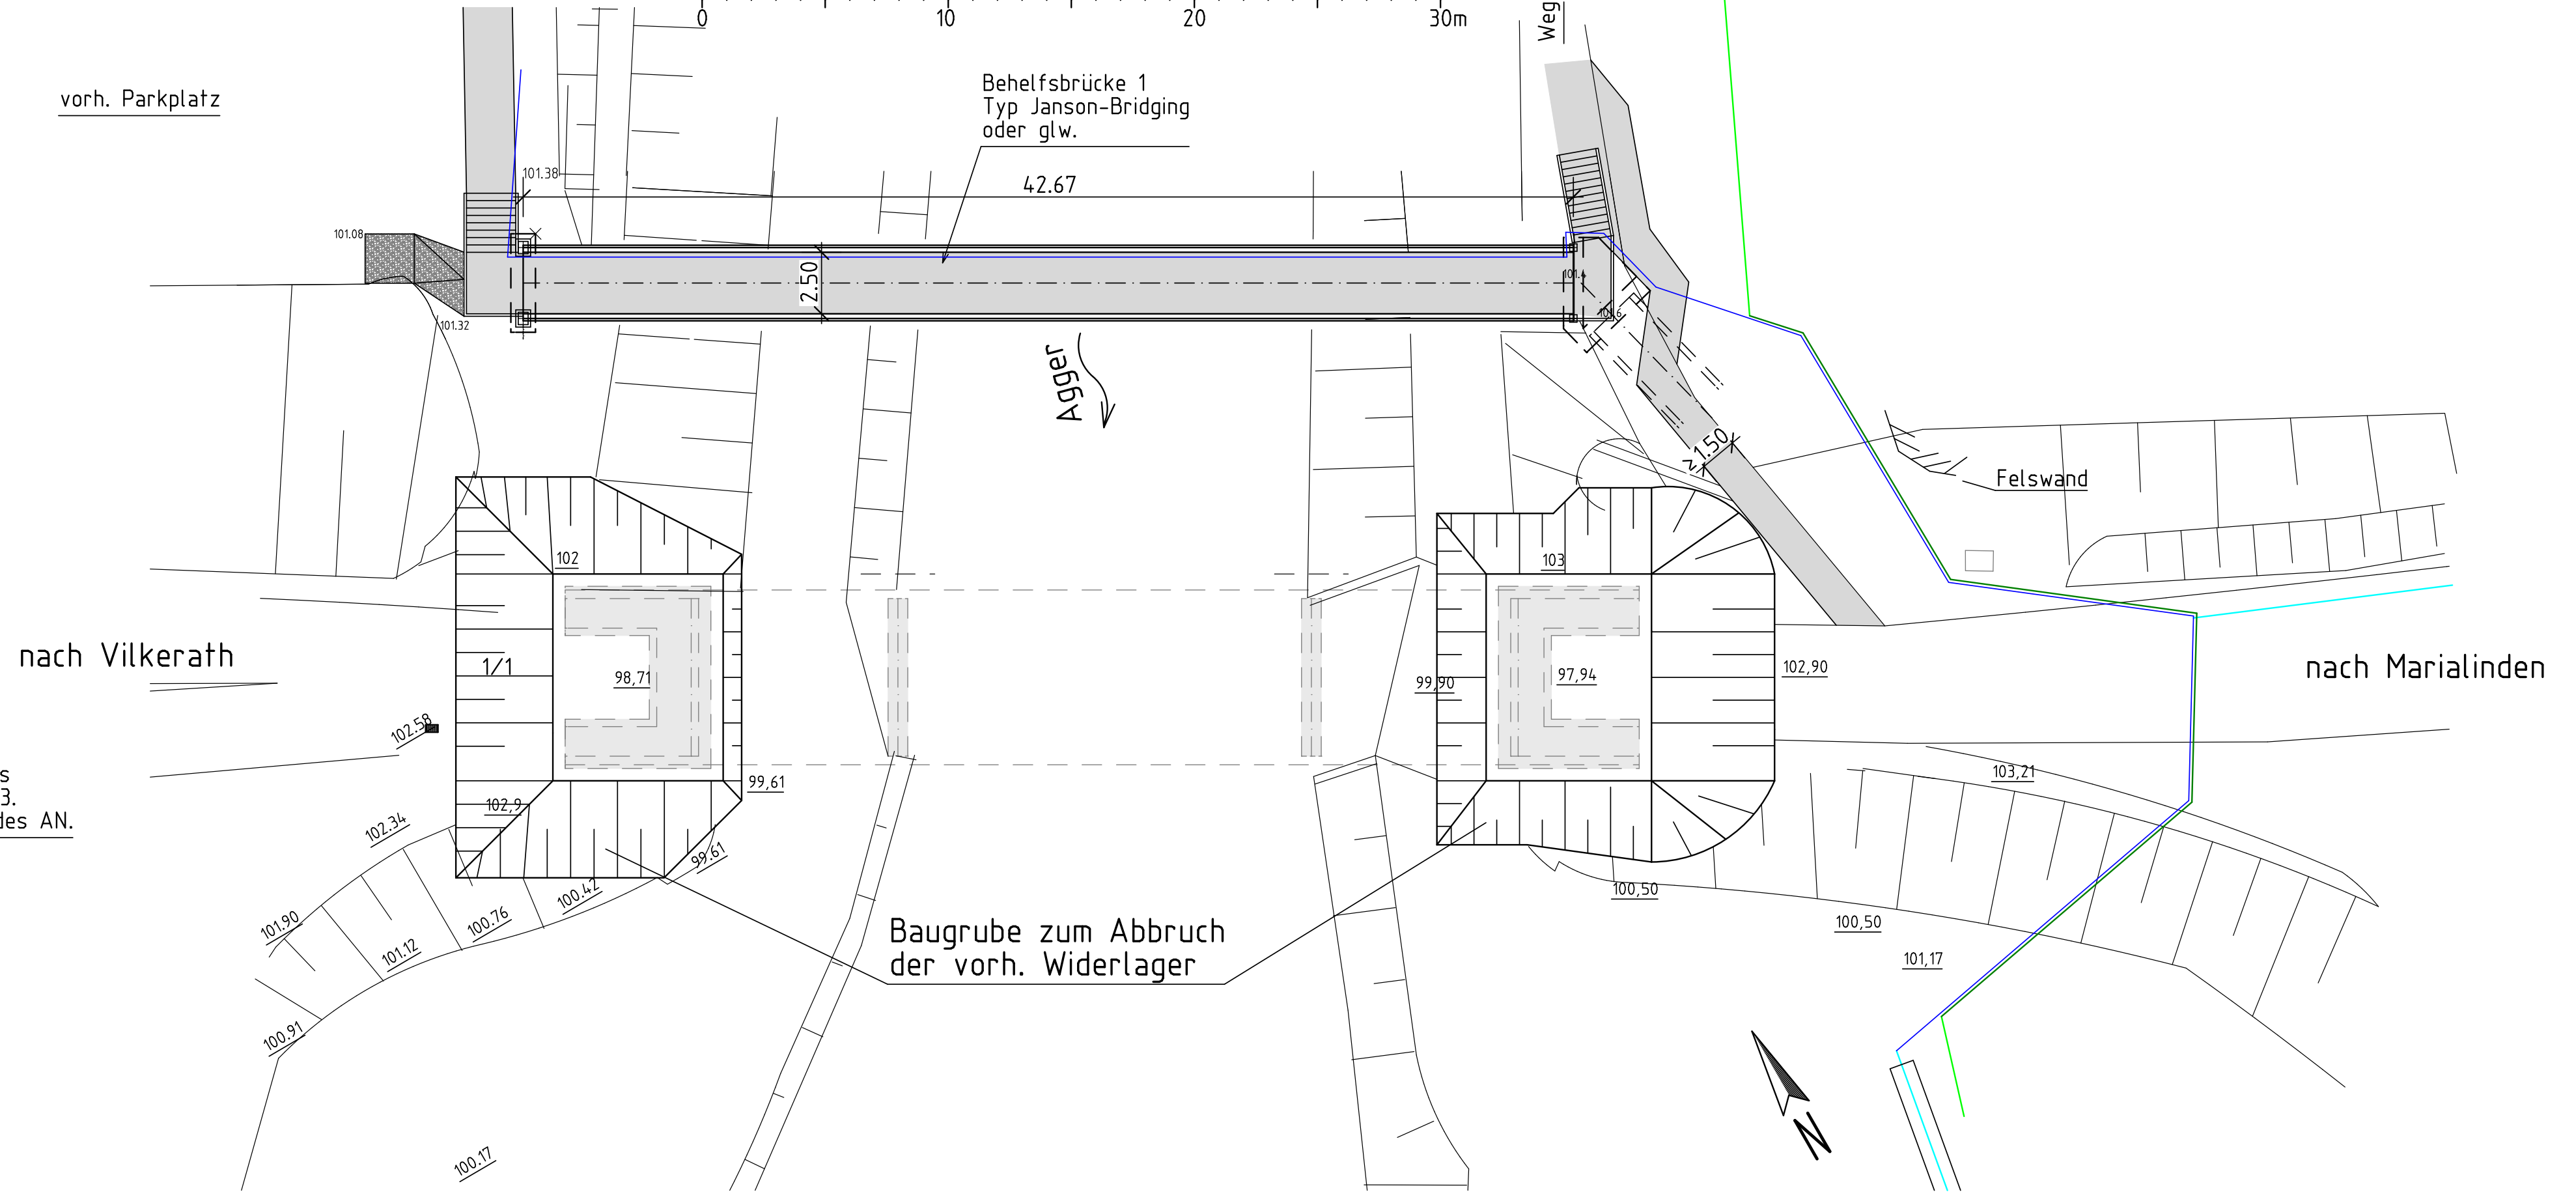 0
10
20
30m
Weg
vorh. Parkplatz
Behelfsbrücke 1
Typ Janson-Bridging
oder glw.
101.38
42.67
101.08
101.32
2.50
Agger
≥1.50
Felswand
102
103
nach Vilkerath
1/1
98,71
99,90
97,94
102,90
nach Marialinden
102.58
s
3.
des AN.
102,9
99,61
103,21
102.34
99.61
100.42
100.76
101.90
101.12
100,50
100,50
101,17
Baugrube zum Abbruch
der vorh. Widerlager
100.91
100.17
N